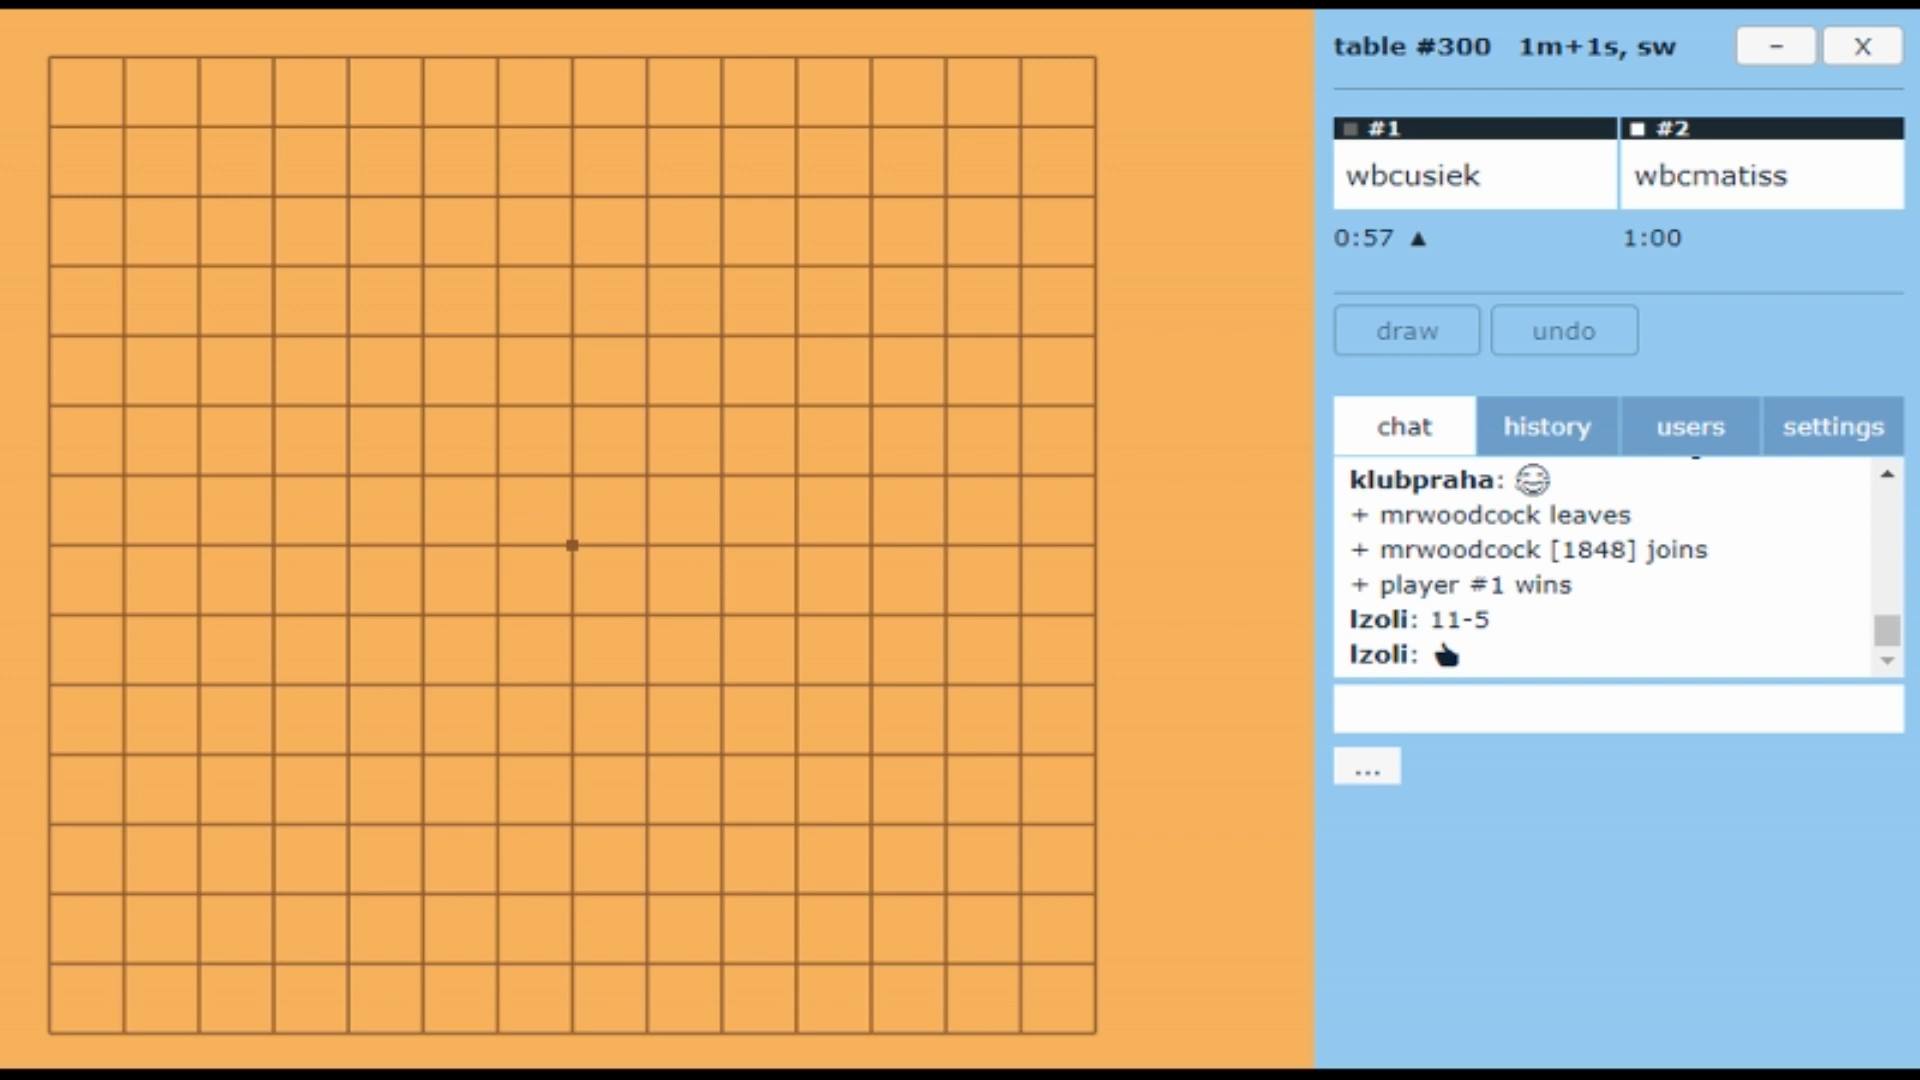 table #300 1m+1s, sw
–
X
#1
#2
wbcusiek
wbcmatiss
0:57 ▲
1:00
draw
undo
chat
history
users
settings
klubpraha:
+ mrwoodcock leaves
+ mrwoodcock [1848] joins
+ player #1 wins
lzoli: 11-5
lzoli:
...